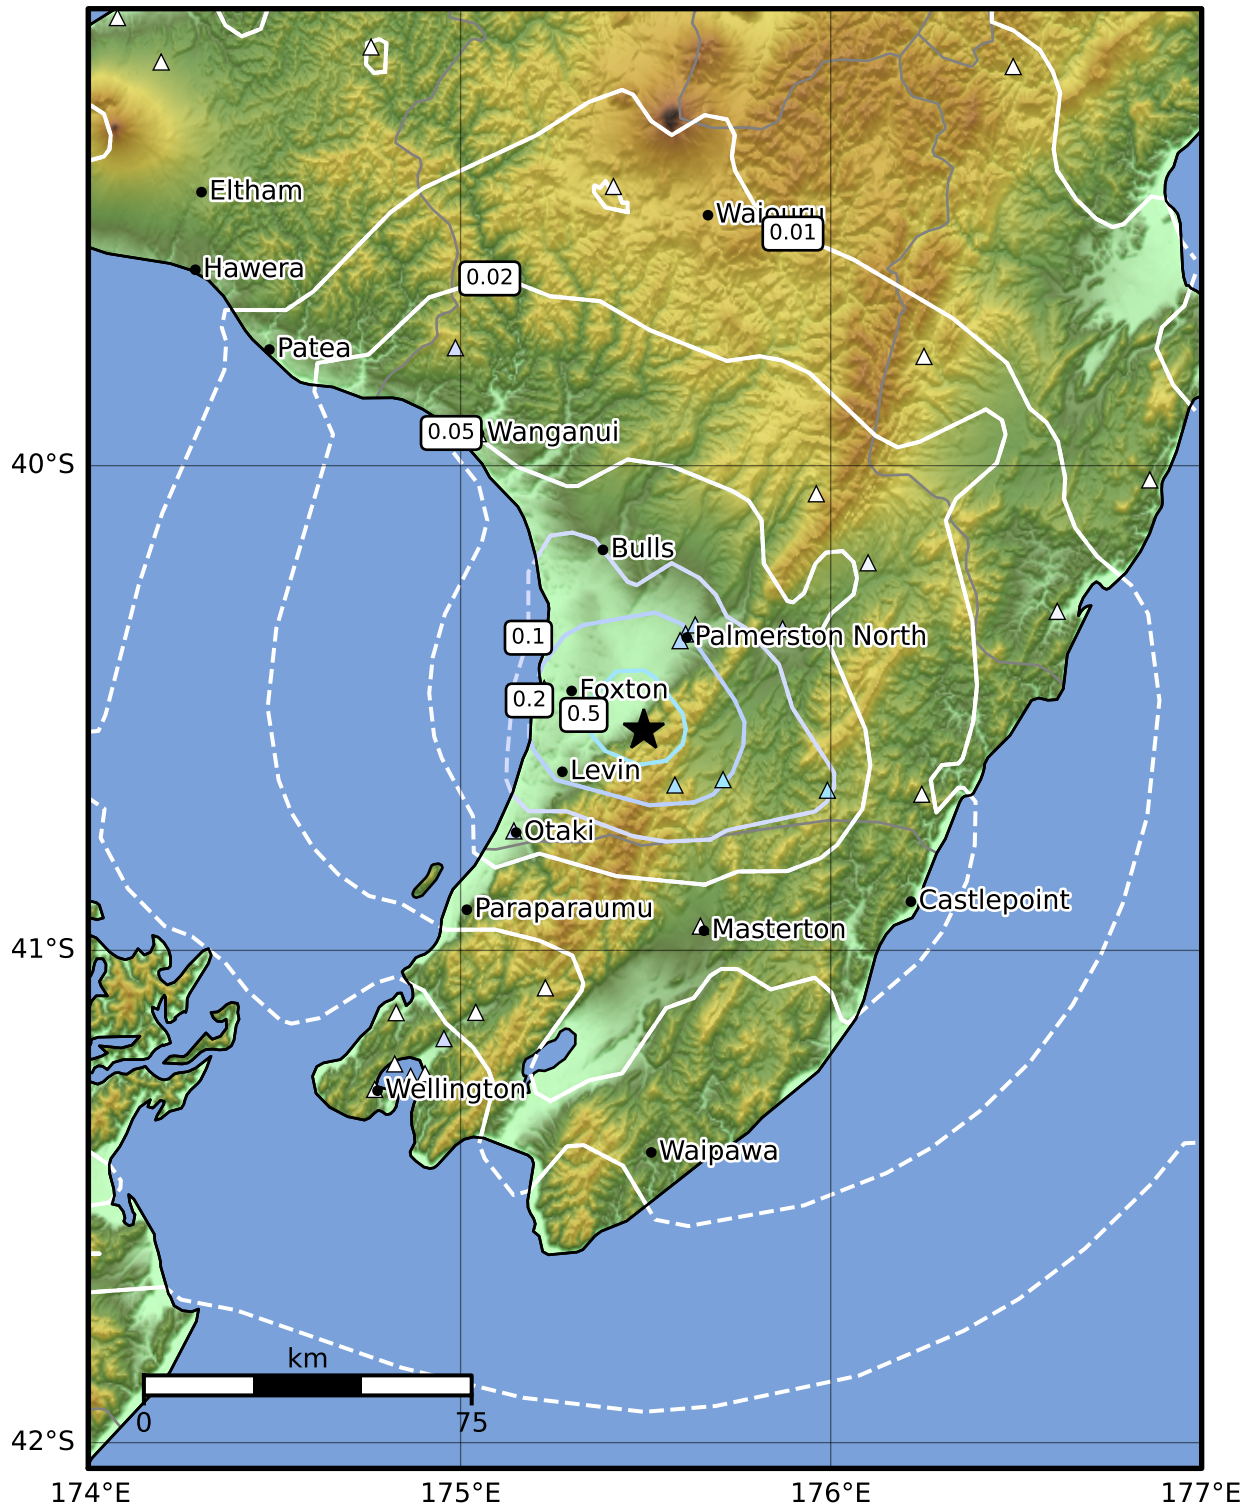 Eltham
Waiouru
0.01
Hawera
0.02
Patea
0.05
Wanganui
40°S
Bulls
0.1
Palmerston North
Foxton
0.2
0.5
Levin
Otaki
Castlepoint
Paraparaumu
Masterton
41°S
Wellington
Waipawa
km
0
75
42°S
174°E
175°E
176°E
177°E